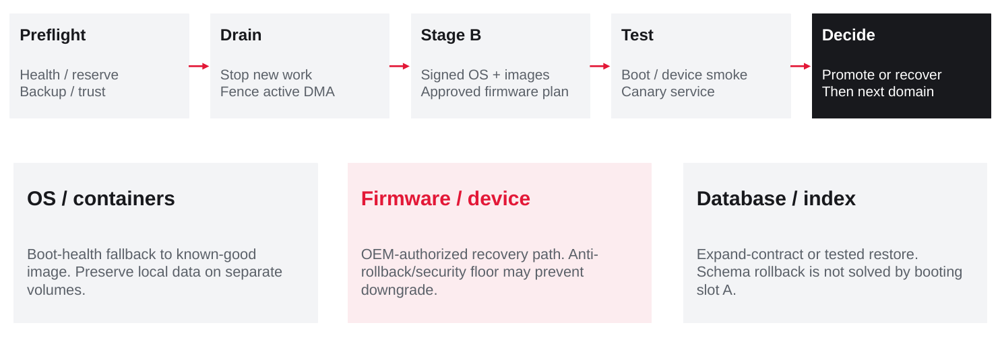 Preflight
Health / reserve
Backup / trust
Drain
Stop new work
Fence active DMA
Stage B
Signed OS + images
Approved firmware plan
Test
Boot / device smoke
Canary service
Decide
Promote or recover
Then next domain
OS / containers
Boot-health fallback to known-good
image. Preserve local data on separate
volumes.
Firmware / device
OEM-authorized recovery path. Anti-
rollback/security floor may prevent
downgrade.
Database / index
Expand-contract or tested restore.
Schema rollback is not solved by booting
slot A.